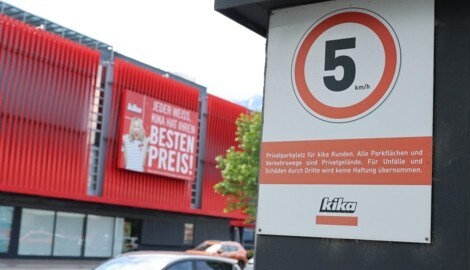 kika
JEDER WEISS,
KIKA HAT IHREN
BESTEN
PREIS!
5
km/h
Privatparkplatz für kika Kunden. Alle Parkflächen und
Verkehrswege sind Privatgelände. Für Unfälle und
Schäden durch Dritte wird keine Haftung übernommen.
kika